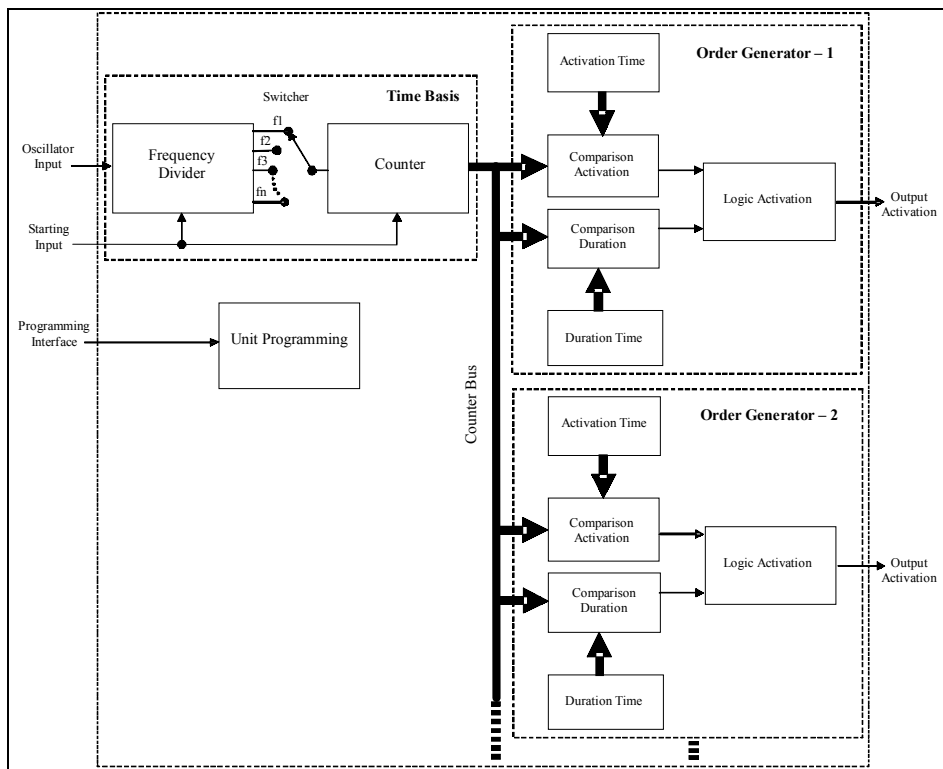 Time Basis
Switcher
Oscillator
Input
Frequency
Divider
f1
f2
f3
fn
Counter
Starting
Input
Programming
Interface
Unit Programming
Counter Bus
Order Generator – 1
Activation Time
Comparison
Activation
Comparison
Duration
Duration Time
Logic Activation
Output
Activation
Order Generator – 2
Activation Time
Comparison
Activation
Comparison
Duration
Duration Time
Logic Activation
Output
Activation